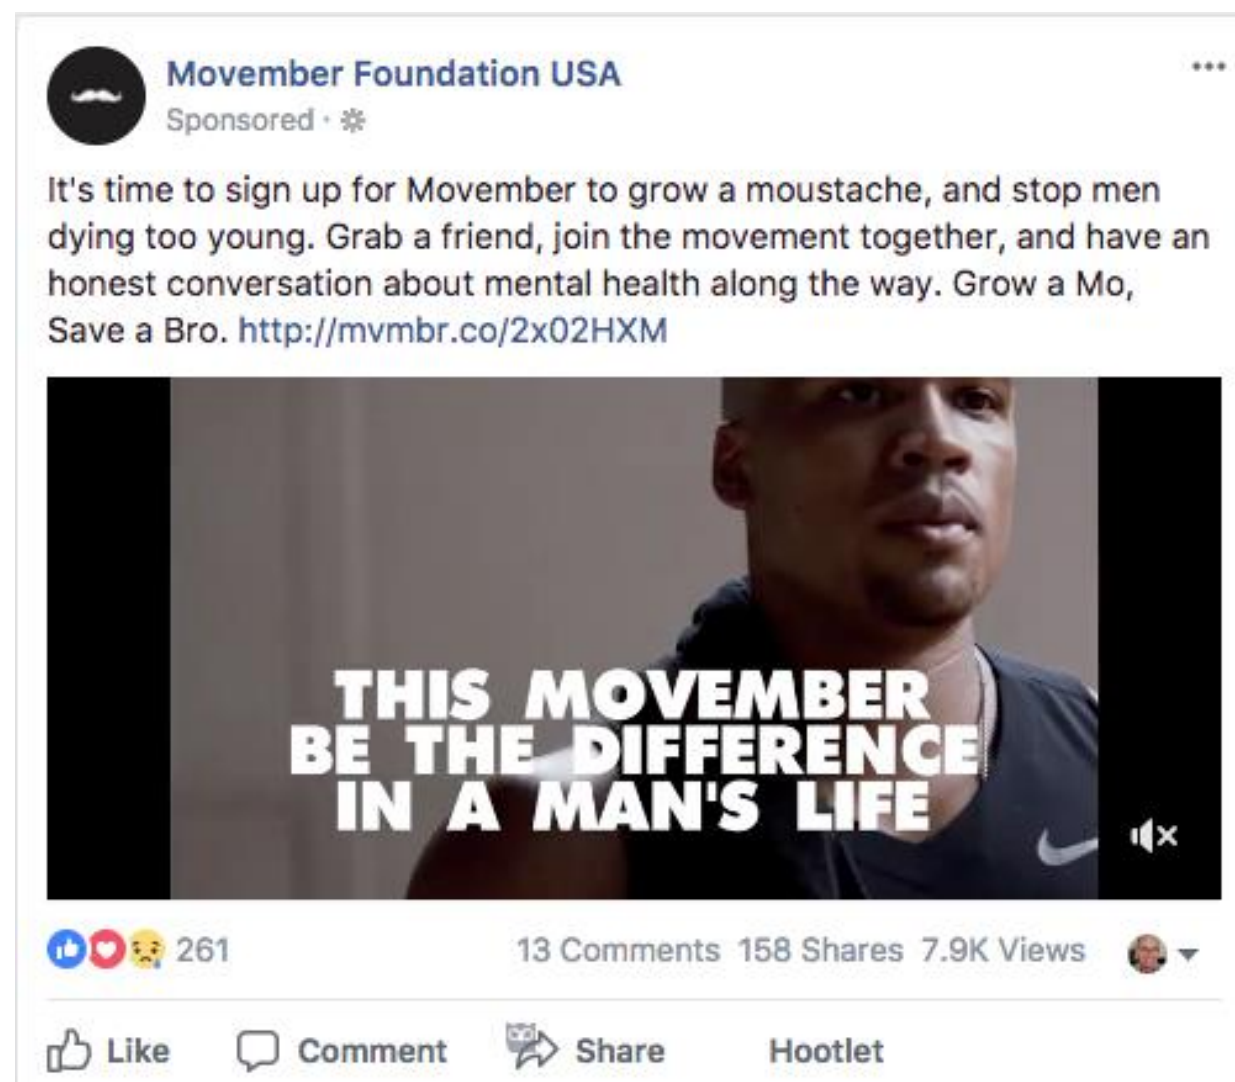 Movember Foundation USA
Sponsored ·
It's time to sign up for Movember to grow a moustache, and stop men
dying too young. Grab a friend, join the movement together, and have an
honest conversation about mental health along the way. Grow a Mo,
Save a Bro. http://mvmbr.co/2x02HXM
THIS MOVEMBER
BE THE DIFFERENCE
IN A MAN'S LIFE
261 13 Comments 158 Shares 7.9K Views
Like Comment Share Hootlet